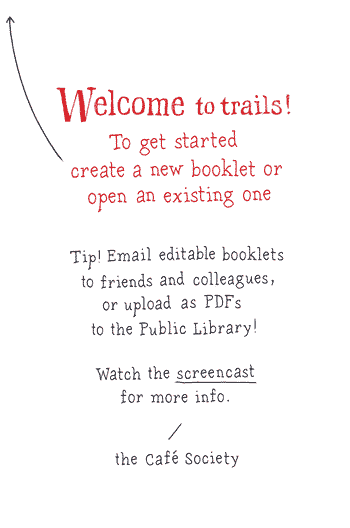 Welcome to trails!
To get started
create a new booklet or
open an existing one
Tip! Email editable booklets
to friends and colleagues,
or upload as PDFs
to the Public Library!
Watch the screencast
for more info.
/
the Café Society